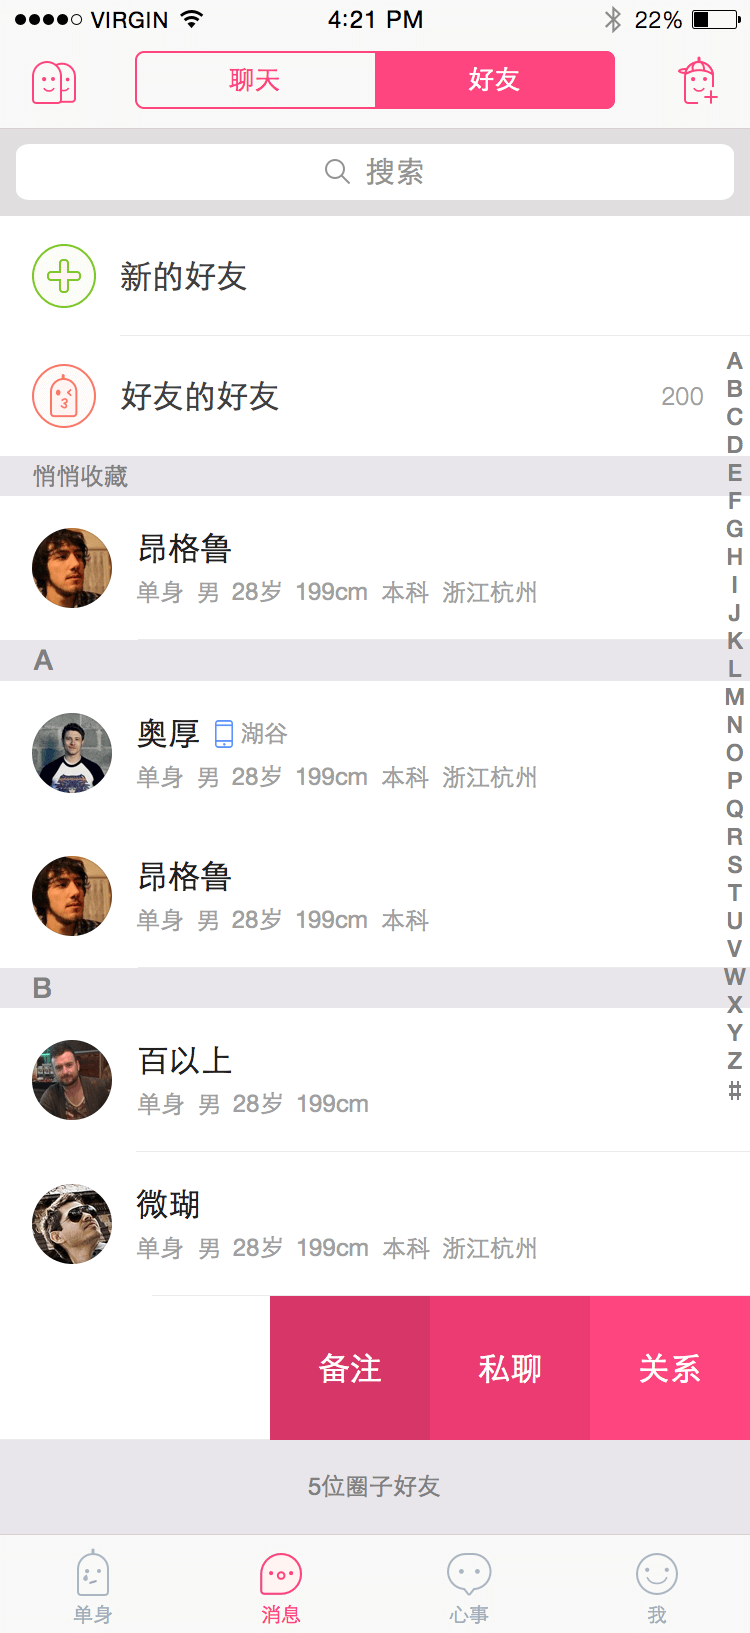 VIRGIN 4:21 PM 22%
聊天 好友
搜索
新的好友
好友的好友 200
悄悄收藏
昂格鲁
单身 男 28岁 199cm 本科 浙江杭州
A
奥厚 湖谷
单身 男 28岁 199cm 本科 浙江杭州
昂格鲁
单身 男 28岁 199cm 本科
B
百以上
单身 男 28岁 199cm
微瑚
单身 男 28岁 199cm 本科 浙江杭州
备注 私聊 关系
5位圈子好友
单身 消息 心事 我
A
B
C
D
E
F
G
H
I
J
K
L
M
N
O
P
Q
R
S
T
U
V
W
X
Y
Z
#